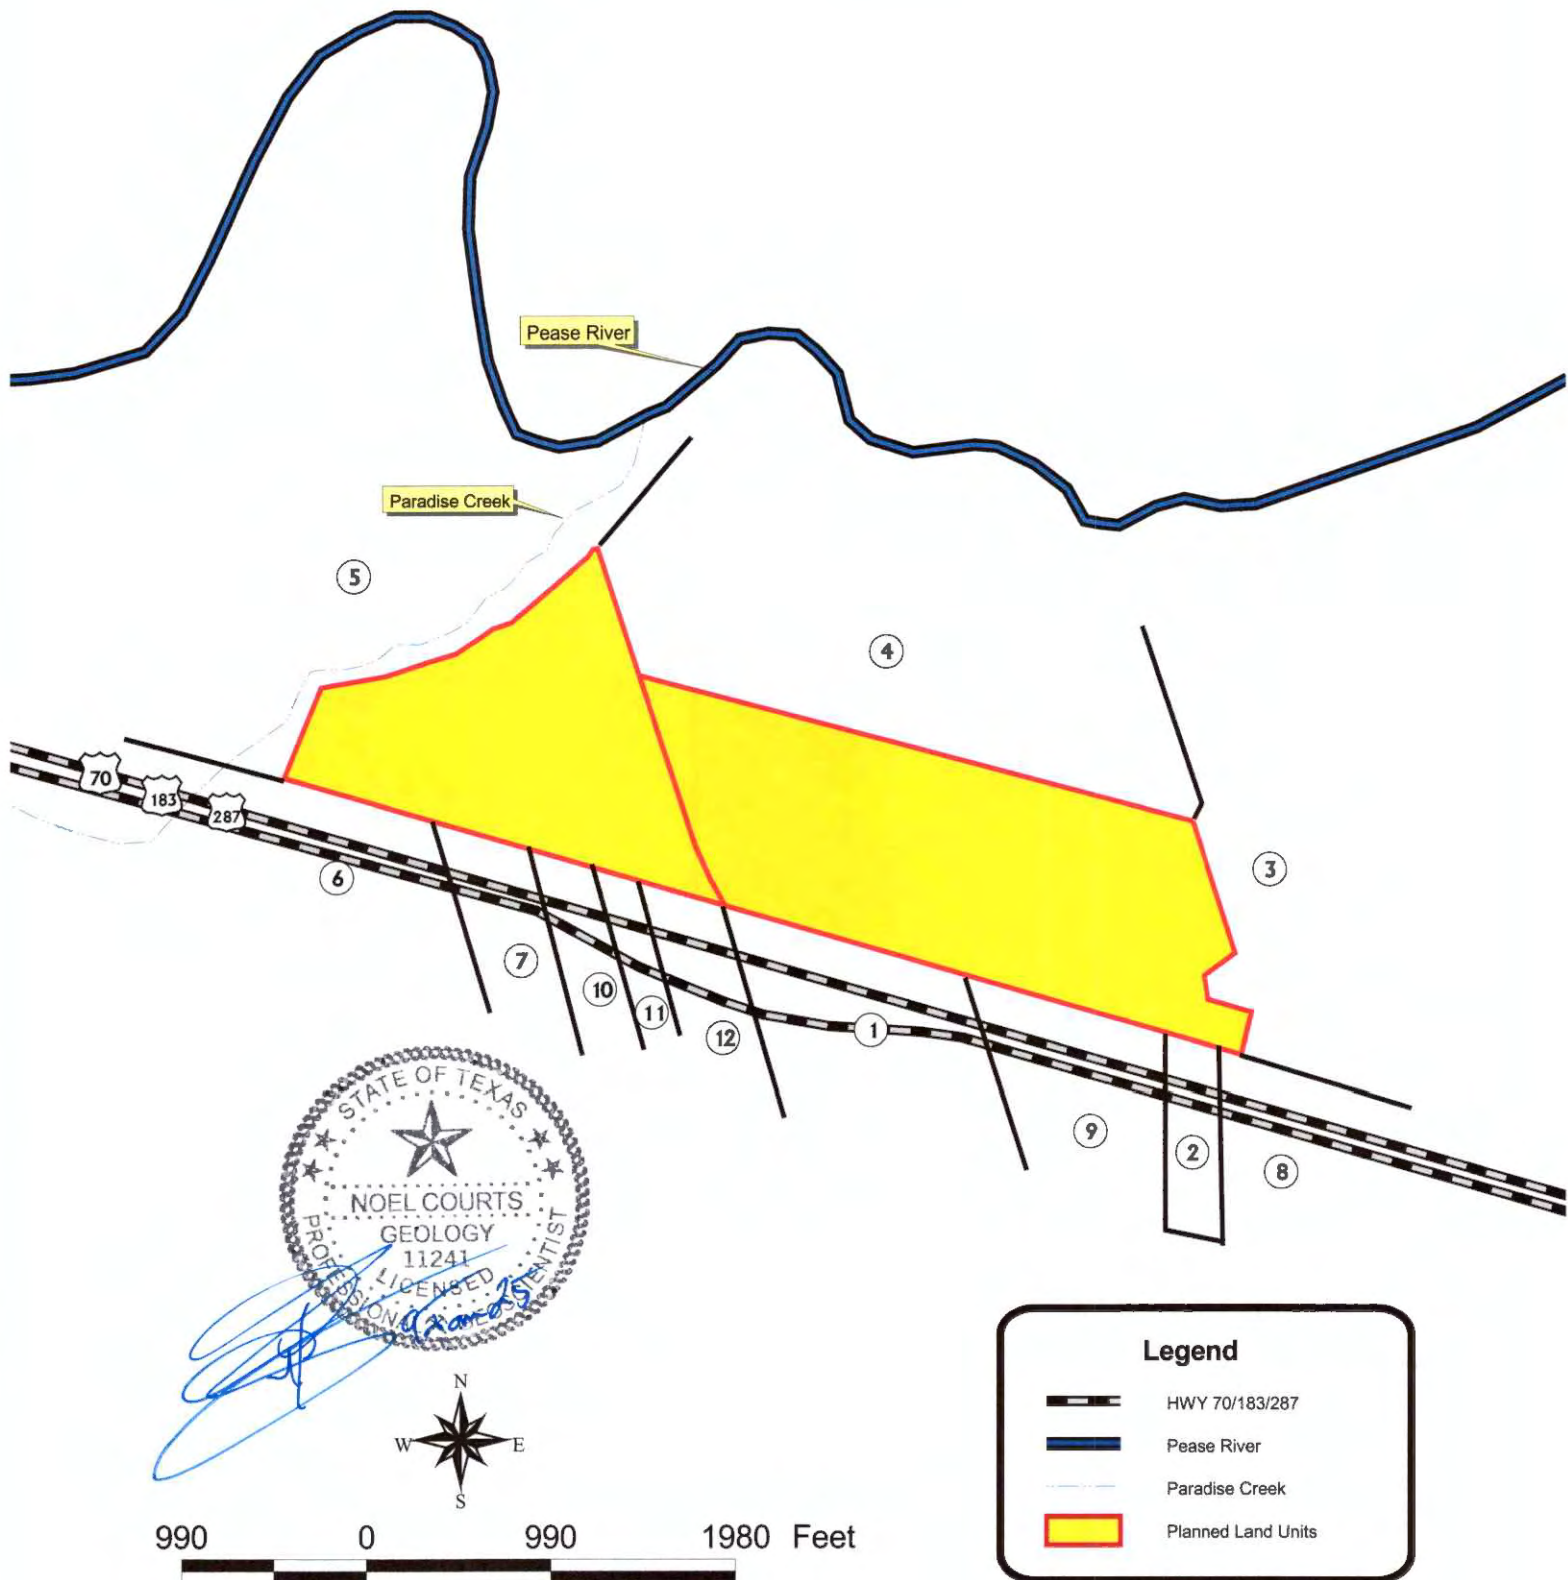 Pease River
Paradise Creek
5
4
70
183
287
3
6
7
10
11
12
1
9
2
8
STATE OF TEXAS
NOEL COURTS
GEOLOGY
11241
LICENSED
PROFESSIONAL
N
W E
S
990 0 990 1980 Feet
Legend
HWY 70/183/287
Pease River
Paradise Creek
Planned Land Units